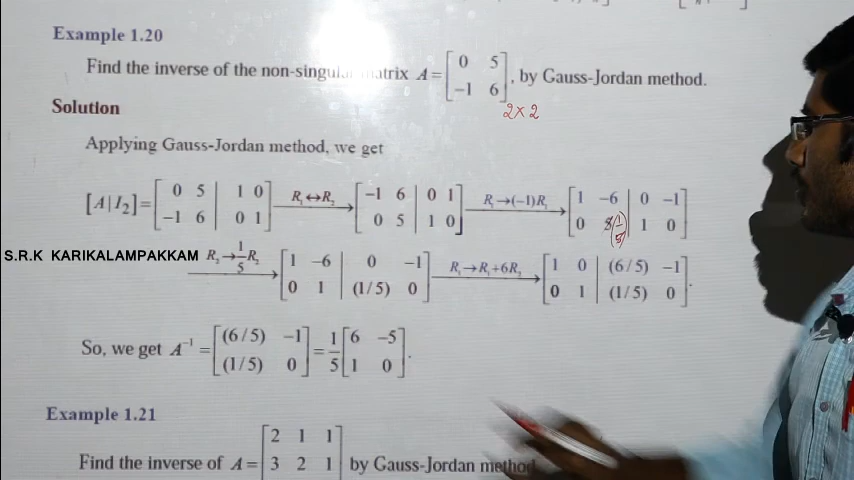 Example 1.20
Find the inverse of the non-singular matrix A = [0 5; −1 6], by Gauss-Jordan method.
2×2
Solution
Applying Gauss-Jordan method, we get
[A|I₂] = [0 5 | 1 0; −1 6 | 0 1] R₁↔R₂ → [−1 6 | 0 1; 0 5 | 1 0] R₁→(−1)R₁ → [1 −6 | 0 −1; 0 5 (1/5) | 1 0]
S.R.K KARIKALAMPAKKAM
R₂→(1/5)R₂ → [1 −6 | 0 −1; 0 1 | (1/5) 0] R₁→R₁+6R₂ → [1 0 | (6/5) −1; 0 1 | (1/5) 0].
So, we get A⁻¹ = [(6/5) −1; (1/5) 0] = 1/5 [6 −5; 1 0].
Example 1.21
Find the inverse of A = [2 1 1; 3 2 1 by Gauss-Jordan method